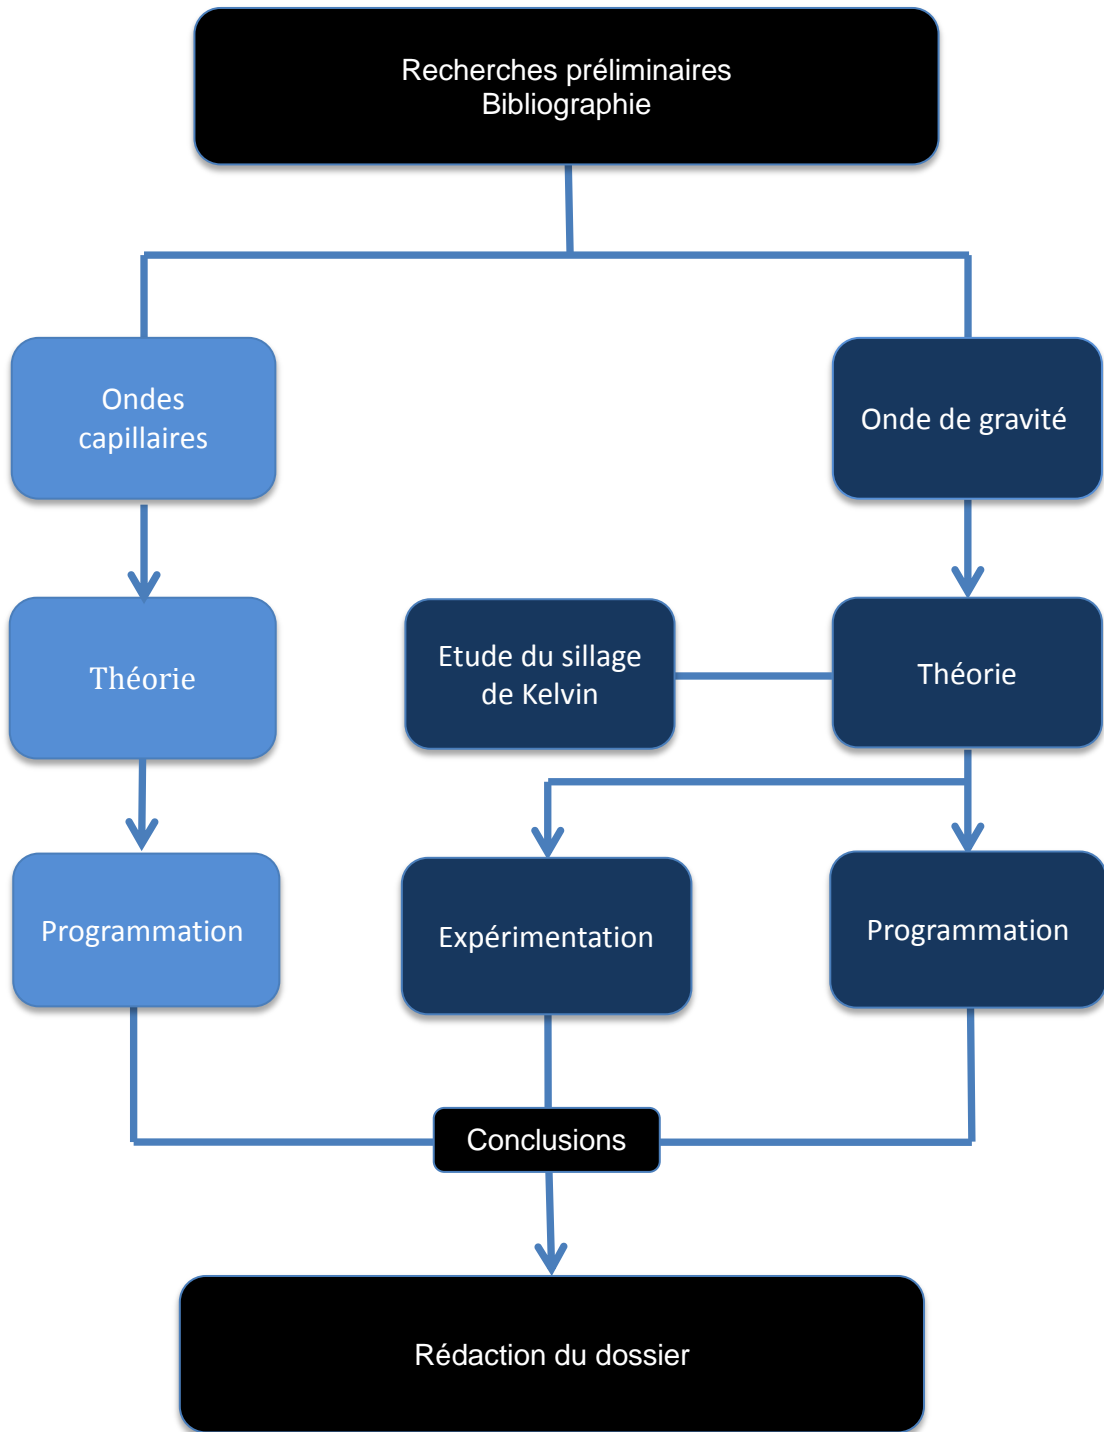 Recherches préliminaires
Bibliographie
Ondes
capillaires
Onde de gravité
Théorie
Etude du sillage
de Kelvin
Théorie
Programmation
Expérimentation
Programmation
Conclusions
Rédaction du dossier